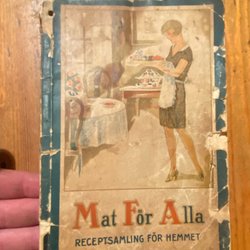 Mat För Alla
RECEPTSAMLING FÖR HEMMET